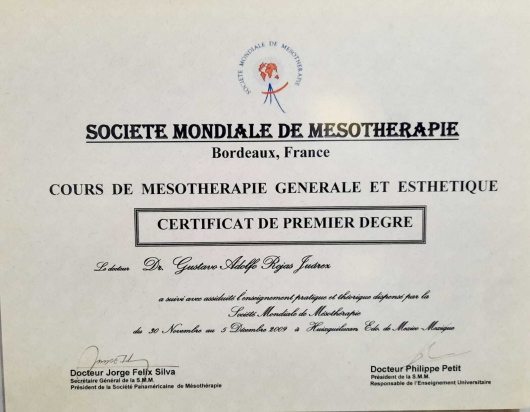 SOCIETE MONDIALE DE MESOTHERAPIE
SOCIETE MONDIALE DE MESOTHERAPIE
Bordeaux, France
COURS DE MESOTHERAPIE GENERALE ET ESTHETIQUE
CERTIFICAT DE PREMIER DEGRE
Le docteur Dr. Gustavo Adolfo Rojas Juárez
a suivi avec assiduité l'enseignement pratique et théorique dispensé par la
Société Mondiale de Mésothérapie
du 30 Novembre au 5 Décembre 2009 à Huixquilucan Edo. de Mexico Mexique
Docteur Jorge Felix Silva
Secrétaire Général de la S.M.M.
Président de la Société Panaméricaine de Mésothérapie
Docteur Philippe Petit
Président de la S.M.M.
Responsable de l'Enseignement Universitaire